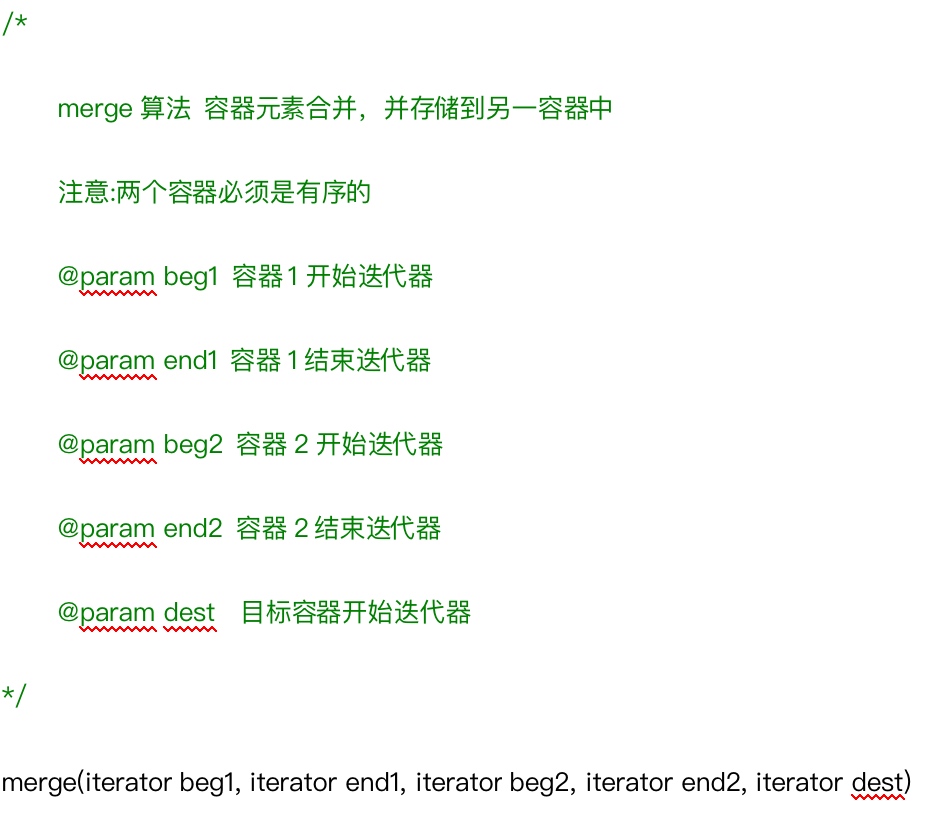 /*
merge 算法 容器元素合并，并存储到另一容器中
注意:两个容器必须是有序的
@param beg1 容器1 开始迭代器
@param end1 容器 1结束迭代器
@param beg2 容器 2 开始迭代器
@param end2 容器 2结束迭代器
@param dest 目标容器开始迭代器
*/
merge(iterator beg1, iterator end1, iterator beg2, iterator end2, iterator dest)